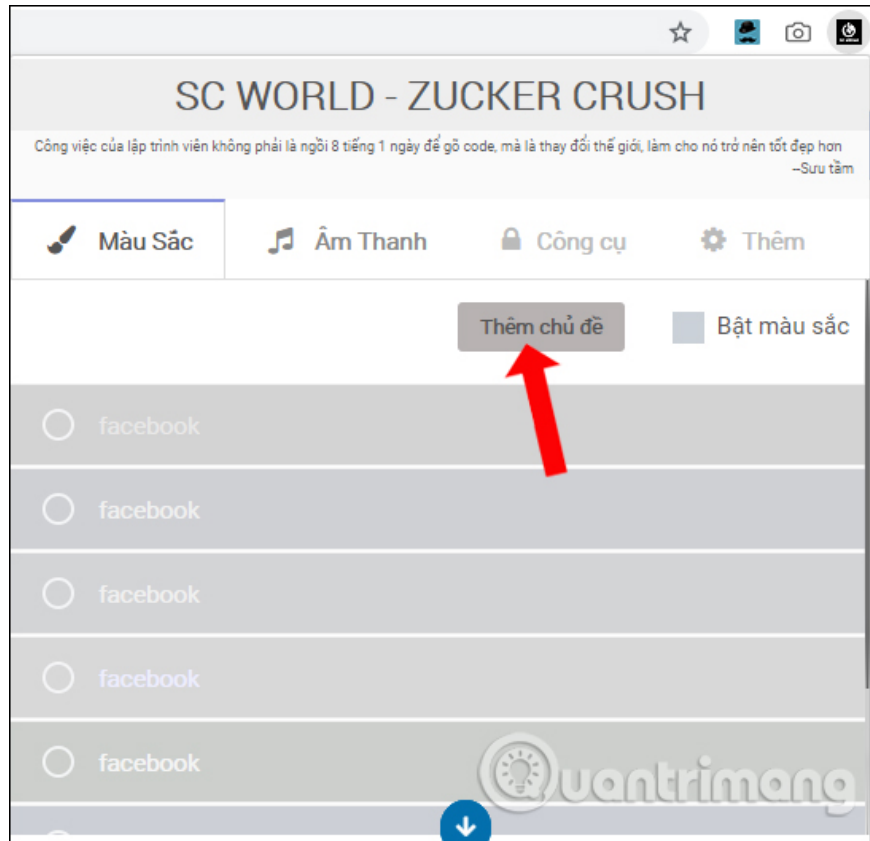 SC WORLD - ZUCKER CRUSH
Công việc của lập trình viên không phải là ngồi 8 tiếng 1 ngày để gõ code, mà là thay đổi thế giới, làm cho nó trở nên tốt đẹp hơn
--Sưu tầm
Màu Sắc Âm Thanh Công cụ Thêm
Thêm chủ đề Bật màu sắc
facebook
facebook
facebook
facebook
facebook
Quantrimang